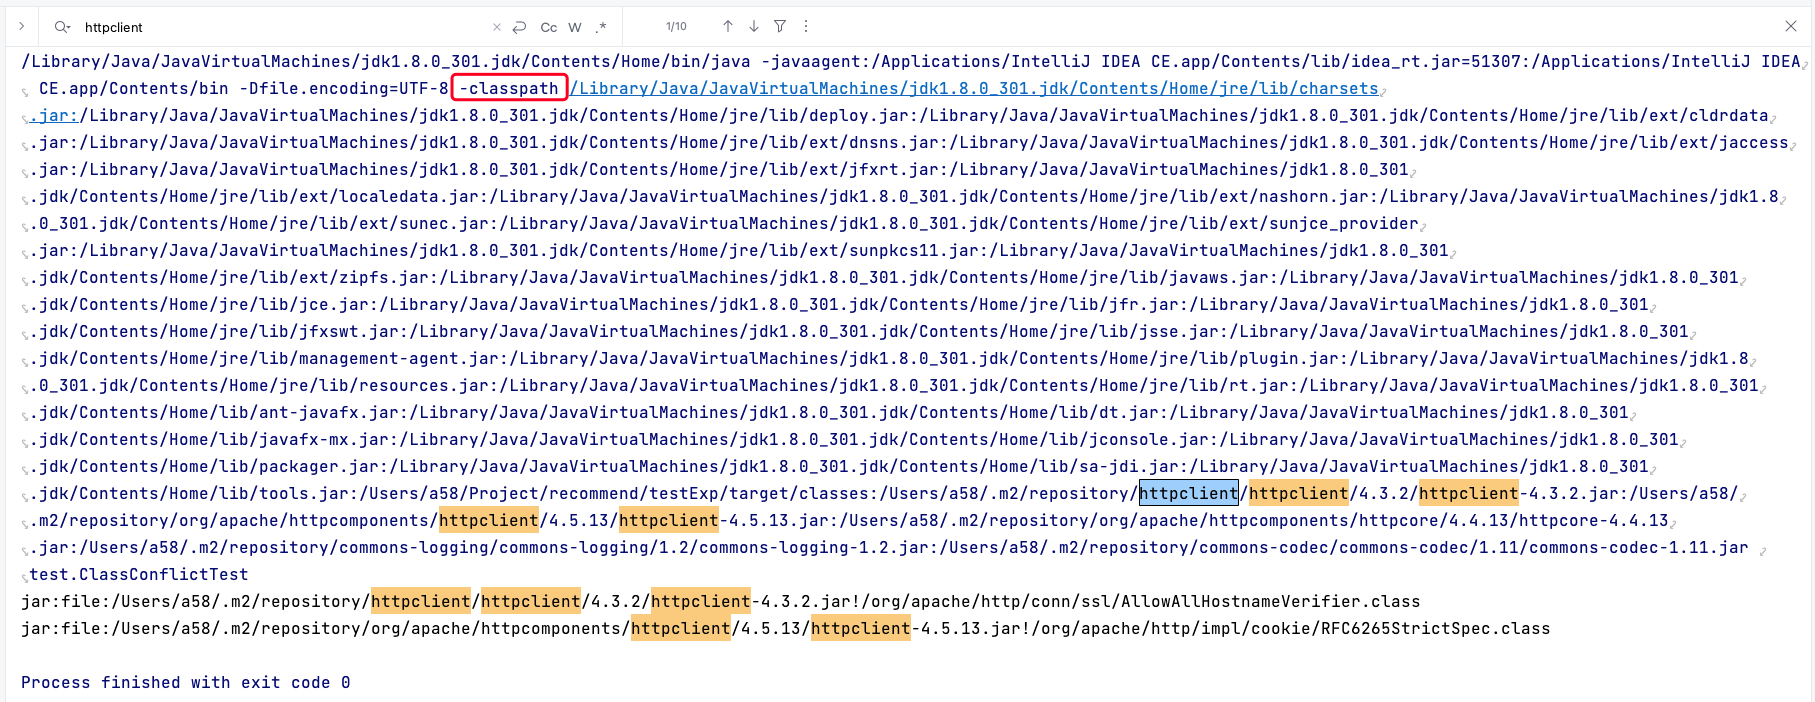 httpclient
Cc W .* 1/10
/Library/Java/JavaVirtualMachines/jdk1.8.0_301.jdk/Contents/Home/bin/java -javaagent:/Applications/IntelliJ IDEA CE.app/Contents/lib/idea_rt.jar=51307:/Applications/IntelliJ IDEA
CE.app/Contents/bin -Dfile.encoding=UTF-8 -classpath /Library/Java/JavaVirtualMachines/jdk1.8.0_301.jdk/Contents/Home/jre/lib/charsets
.jar:/Library/Java/JavaVirtualMachines/jdk1.8.0_301.jdk/Contents/Home/jre/lib/deploy.jar:/Library/Java/JavaVirtualMachines/jdk1.8.0_301.jdk/Contents/Home/jre/lib/ext/cldrdata
.jar:/Library/Java/JavaVirtualMachines/jdk1.8.0_301.jdk/Contents/Home/jre/lib/ext/dnsns.jar:/Library/Java/JavaVirtualMachines/jdk1.8.0_301.jdk/Contents/Home/jre/lib/ext/jaccess
.jar:/Library/Java/JavaVirtualMachines/jdk1.8.0_301.jdk/Contents/Home/jre/lib/ext/jfxrt.jar:/Library/Java/JavaVirtualMachines/jdk1.8.0_301
.jdk/Contents/Home/jre/lib/ext/localedata.jar:/Library/Java/JavaVirtualMachines/jdk1.8.0_301.jdk/Contents/Home/jre/lib/ext/nashorn.jar:/Library/Java/JavaVirtualMachines/jdk1.8
.0_301.jdk/Contents/Home/jre/lib/ext/sunec.jar:/Library/Java/JavaVirtualMachines/jdk1.8.0_301.jdk/Contents/Home/jre/lib/ext/sunjce_provider
.jar:/Library/Java/JavaVirtualMachines/jdk1.8.0_301.jdk/Contents/Home/jre/lib/ext/sunpkcs11.jar:/Library/Java/JavaVirtualMachines/jdk1.8.0_301
.jdk/Contents/Home/jre/lib/ext/zipfs.jar:/Library/Java/JavaVirtualMachines/jdk1.8.0_301.jdk/Contents/Home/jre/lib/javaws.jar:/Library/Java/JavaVirtualMachines/jdk1.8.0_301
.jdk/Contents/Home/jre/lib/jce.jar:/Library/Java/JavaVirtualMachines/jdk1.8.0_301.jdk/Contents/Home/jre/lib/jfr.jar:/Library/Java/JavaVirtualMachines/jdk1.8.0_301
.jdk/Contents/Home/jre/lib/jfxswt.jar:/Library/Java/JavaVirtualMachines/jdk1.8.0_301.jdk/Contents/Home/jre/lib/jsse.jar:/Library/Java/JavaVirtualMachines/jdk1.8.0_301
.jdk/Contents/Home/jre/lib/management-agent.jar:/Library/Java/JavaVirtualMachines/jdk1.8.0_301.jdk/Contents/Home/jre/lib/plugin.jar:/Library/Java/JavaVirtualMachines/jdk1.8
.0_301.jdk/Contents/Home/jre/lib/resources.jar:/Library/Java/JavaVirtualMachines/jdk1.8.0_301.jdk/Contents/Home/jre/lib/rt.jar:/Library/Java/JavaVirtualMachines/jdk1.8.0_301
.jdk/Contents/Home/lib/ant-javafx.jar:/Library/Java/JavaVirtualMachines/jdk1.8.0_301.jdk/Contents/Home/lib/dt.jar:/Library/Java/JavaVirtualMachines/jdk1.8.0_301
.jdk/Contents/Home/lib/javafx-mx.jar:/Library/Java/JavaVirtualMachines/jdk1.8.0_301.jdk/Contents/Home/lib/jconsole.jar:/Library/Java/JavaVirtualMachines/jdk1.8.0_301
.jdk/Contents/Home/lib/packager.jar:/Library/Java/JavaVirtualMachines/jdk1.8.0_301.jdk/Contents/Home/lib/sa-jdi.jar:/Library/Java/JavaVirtualMachines/jdk1.8.0_301
.jdk/Contents/Home/lib/tools.jar:/Users/a58/Project/recommend/testExp/target/classes:/Users/a58/.m2/repository/httpclient/httpclient/4.3.2/httpclient-4.3.2.jar:/Users/a58/
.m2/repository/org/apache/httpcomponents/httpclient/4.5.13/httpclient-4.5.13.jar:/Users/a58/.m2/repository/org/apache/httpcomponents/httpcore/4.4.13/httpcore-4.4.13
.jar:/Users/a58/.m2/repository/commons-logging/commons-logging/1.2/commons-logging-1.2.jar:/Users/a58/.m2/repository/commons-codec/commons-codec/1.11/commons-codec-1.11.jar
test.ClassConflictTest
jar:file:/Users/a58/.m2/repository/httpclient/httpclient/4.3.2/httpclient-4.3.2.jar!/org/apache/http/conn/ssl/AllowAllHostnameVerifier.class
jar:file:/Users/a58/.m2/repository/org/apache/httpcomponents/httpclient/4.5.13/httpclient-4.5.13.jar!/org/apache/http/impl/cookie/RFC6265StrictSpec.class
Process finished with exit code 0